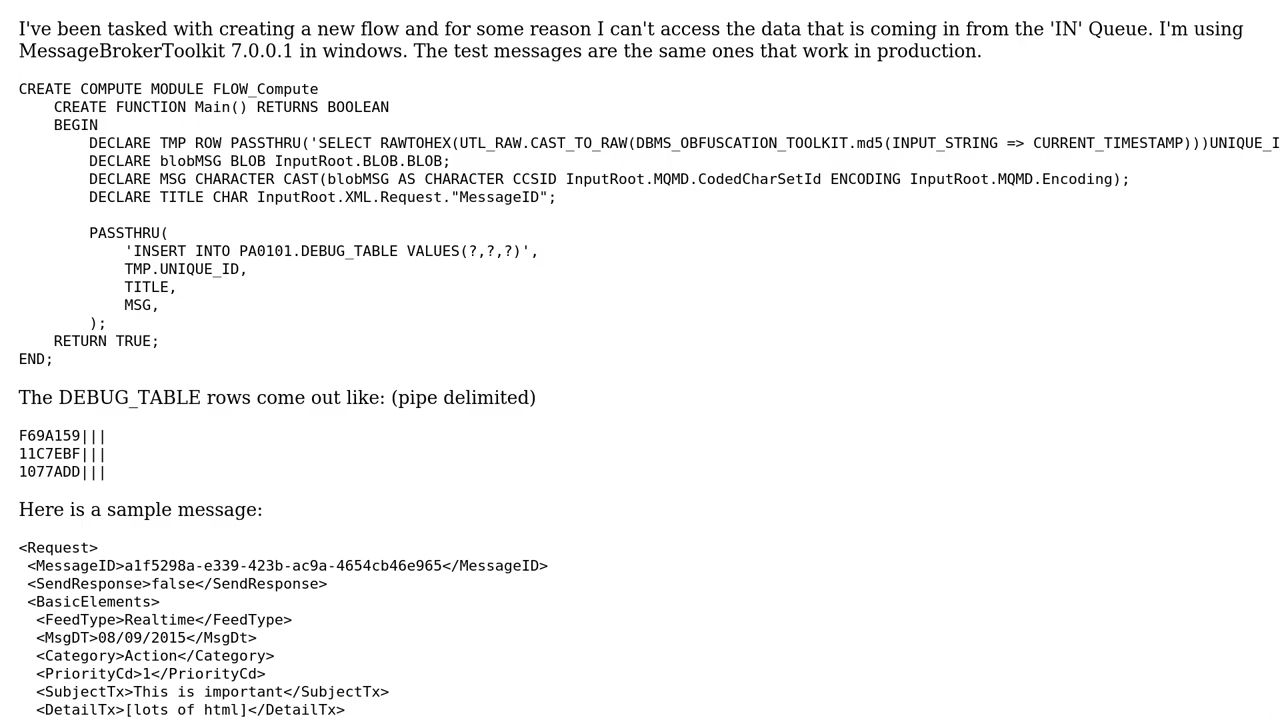 I've been tasked with creating a new flow and for some reason I can't access the data that is coming in from the 'IN' Queue. I'm using
MessageBrokerToolkit 7.0.0.1 in windows. The test messages are the same ones that work in production.
CREATE COMPUTE MODULE FLOW_Compute
    CREATE FUNCTION Main() RETURNS BOOLEAN
    BEGIN
        DECLARE TMP ROW PASSTHRU('SELECT RAWTOHEX(UTL_RAW.CAST_TO_RAW(DBMS_OBFUSCATION_TOOLKIT.md5(INPUT_STRING => CURRENT_TIMESTAMP)))UNIQUE_I
        DECLARE blobMSG BLOB InputRoot.BLOB.BLOB;
        DECLARE MSG CHARACTER CAST(blobMSG AS CHARACTER CCSID InputRoot.MQMD.CodedCharSetId ENCODING InputRoot.MQMD.Encoding);
        DECLARE TITLE CHAR InputRoot.XML.Request."MessageID";
        PASSTHRU(
            'INSERT INTO PA0101.DEBUG_TABLE VALUES(?,?,?)',
            TMP.UNIQUE_ID,
            TITLE,
            MSG,
        );
    RETURN TRUE;
END;
The DEBUG_TABLE rows come out like: (pipe delimited)
F69A159|||
11C7EBF|||
1077ADD|||
Here is a sample message:
<Request>
 <MessageID>a1f5298a-e339-423b-ac9a-4654cb46e965</MessageID>
 <SendResponse>false</SendResponse>
 <BasicElements>
  <FeedType>Realtime</FeedType>
  <MsgDT>08/09/2015</MsgDt>
  <Category>Action</Category>
  <PriorityCd>1</PriorityCd>
  <SubjectTx>This is important</SubjectTx>
  <DetailTx>[lots of html]</DetailTx>